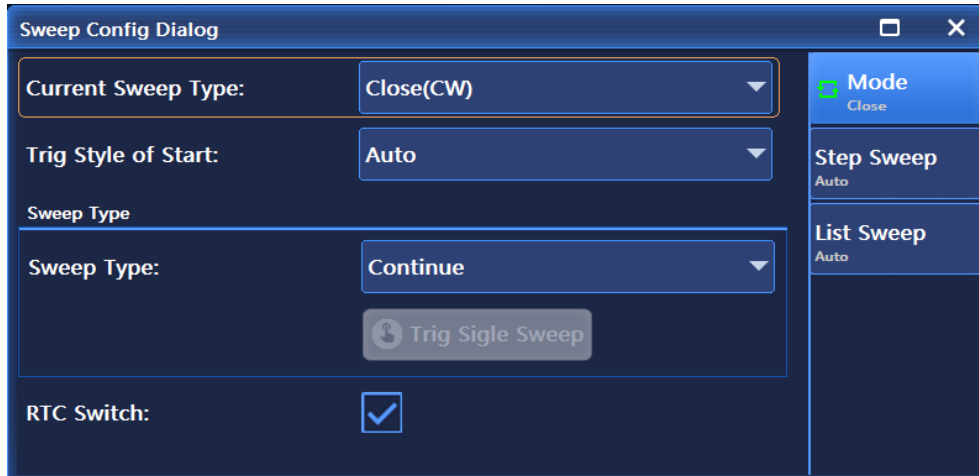 Sweep Config Dialog
Current Sweep Type:
Close(CW)
Trig Style of Start:
Auto
Sweep Type
Sweep Type:
Continue
Trig Sigle Sweep
RTC Switch:
Mode
Close
Step Sweep
Auto
List Sweep
Auto